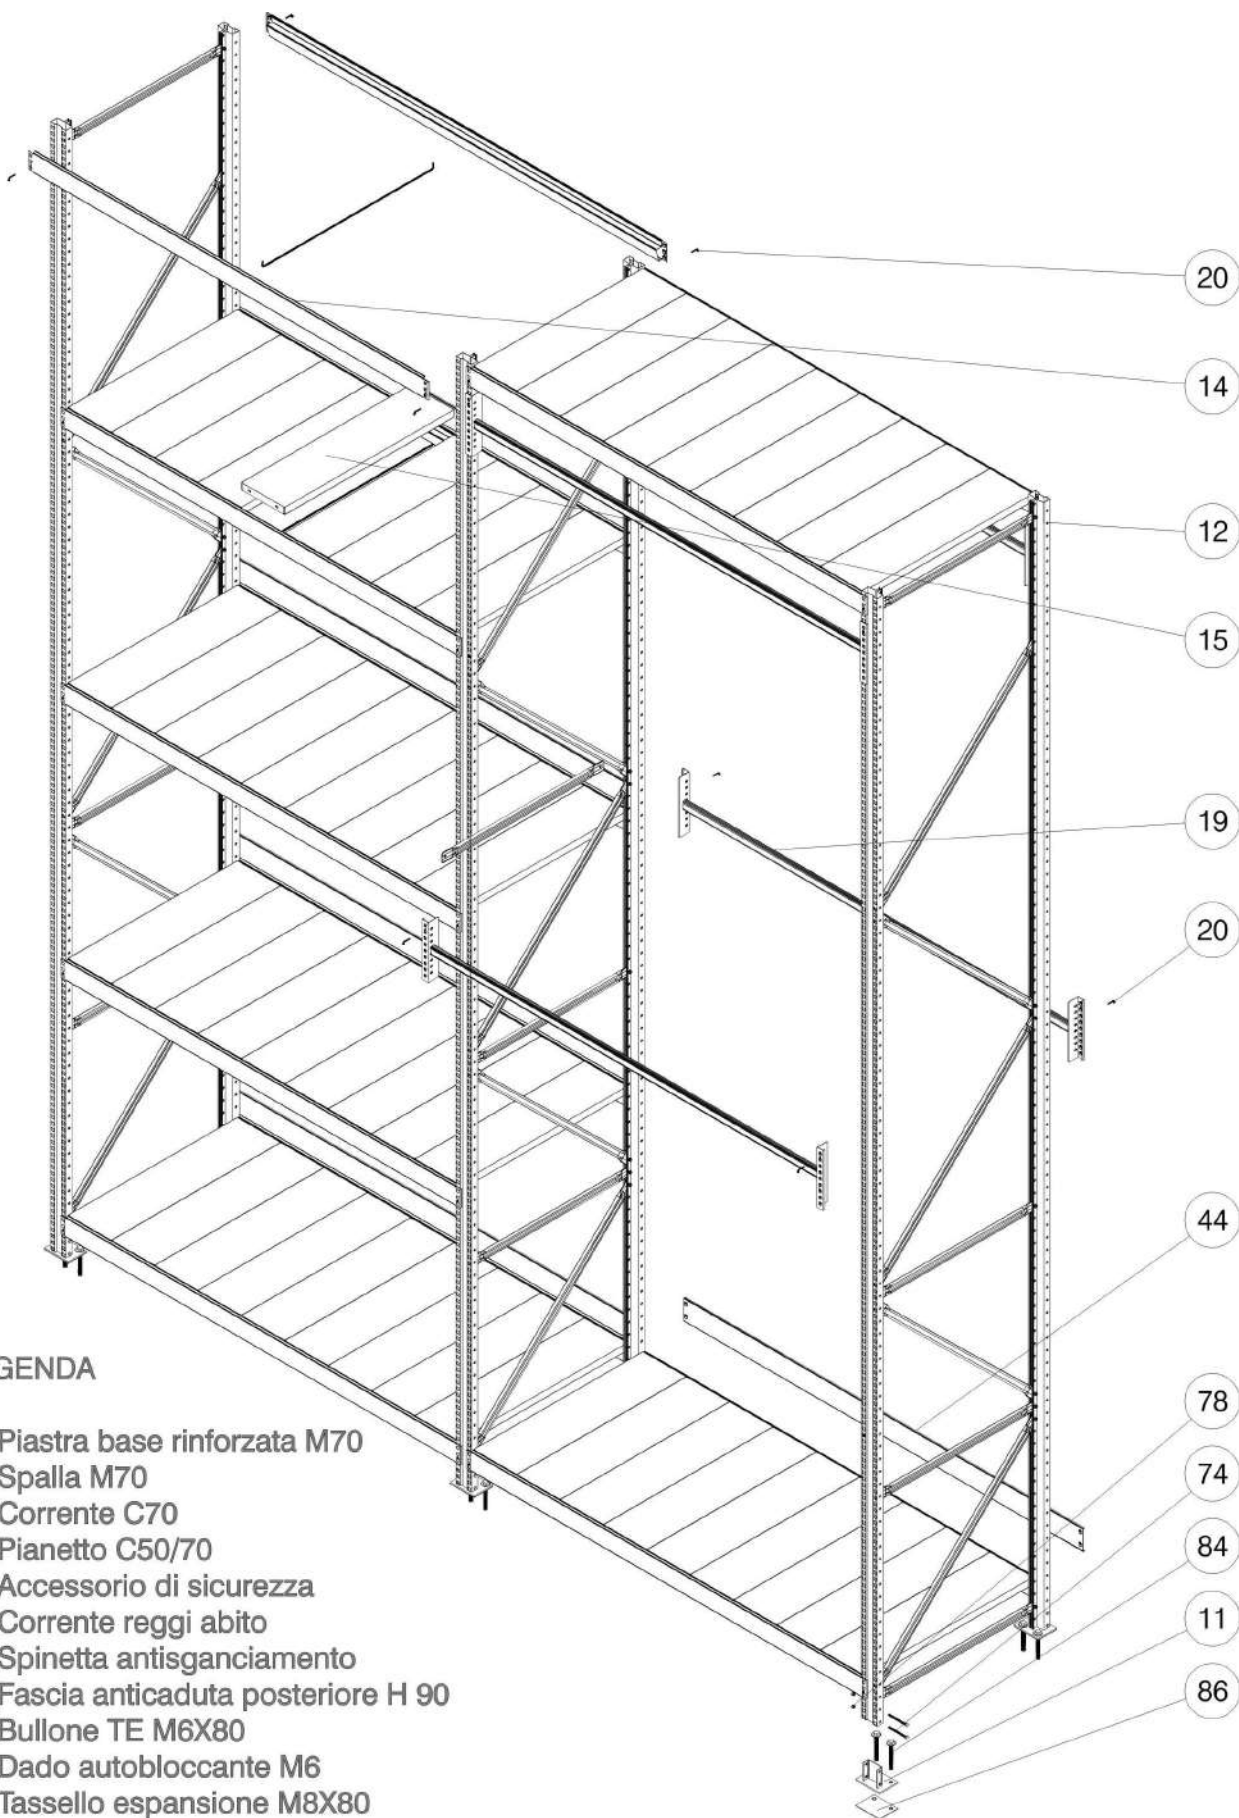 20
14
12
15
19
20
44
78
74
84
11
86
GENDA
Piastra base rinforzata M70
Spalla M70
Corrente C70
Pianetto C50/70
Accessorio di sicurezza
Corrente reggi abito
Spinetta antisganciamento
Fascia anticaduta posteriore H 90
Bullone TE M6X80
Dado autobloccante M6
Tassello espansione M8X80